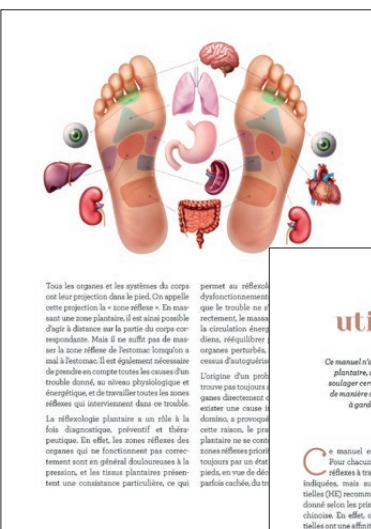 Tous les organes et les systèmes du corps
ont leur projection dans le pied. On appelle
cette projection la « zone réflexe ». En mas-
sant une zone plantaire, il est ainsi possible
d'agir à distance sur la partie du corps cor-
respondante. Mais il ne suffit pas de mas-
ser la zone réflexe de l'estomac lorsqu'on a
mal à l'estomac. Il est également nécessaire
de prendre en compte toutes les causes d'un
trouble donné, au niveau physiologique et
énergétique, et de travailler toutes les zones
réflexes qui interviennent dans ce trouble.
La réflexologie plantaire a un rôle à la
fois diagnostique, préventif et théra-
peutique. En effet, les zones réflexes des
organes qui ne fonctionnent pas correc-
tement sont en général douloureuses à la
pression, et les tissus plantaires présen-
tent une consistance particulière, ce qui
permet au réflexol
dysfonctionnement
que le trouble ne s
rectement, le massa
la circulation énerg
diens, rééquilibrer
organes perturbés,
cessus d'autoguéris
L'origine d'un prob
trouve pas toujours
ganes directement c
exister une cause i
domino, a provoqué
cette raison, le pra
plantaire ne se cont
zones réflexes priorit
toujours par un état
pieds, en vue de déc
parfois cachée, du tr
uti
Ce manuel n'a
plantaire,
soulager cer
de manière
à gard
Ce manuel e
Pour chacun
réflexes à tra
indiquées, mais au
tielles (HE) recomm
donné selon les prin
chinoise. En effet, c
tielles ont une affinit